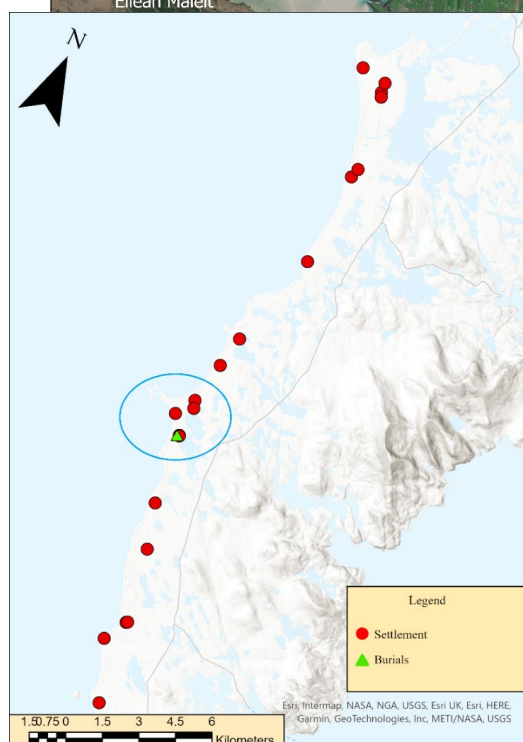 Eilean Maleit
N
Legend
Settlement
Burials
Esri, Intermap, NASA, NGA, USGS, Esri UK, Esri, HERE,
Garmin, GeoTechnologies, Inc, METI/NASA, USGS
1.5 0.75 0 1.5 3 4.5 6
Kilometers